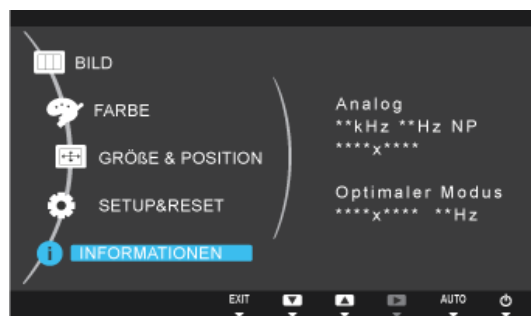 BILD
FARBE
GRÖßE & POSITION
SETUP&RESET
INFORMATIONEN
Analog
**kHz **Hz NP
****x****
Optimaler Modus
****x**** **Hz
EXIT AUTO